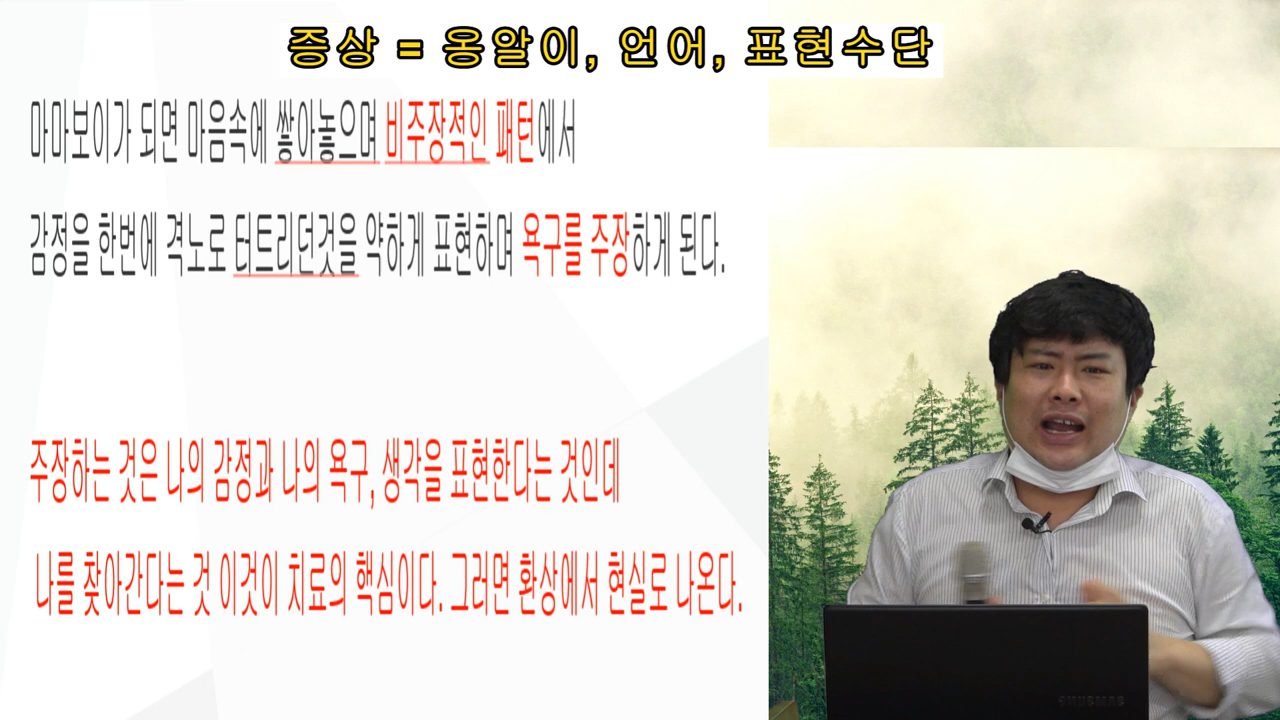 증상 = 옹알이, 언어, 표현수단
마마보이가 되면 마음속에 쌓아놓으며 비주장적인 패턴에서
감정을 한번에 격노로 터트리던것을 약하게 표현하며 욕구를 주장하게 된다.
주장하는 것은 나의 감정과 나의 욕구, 생각을 표현한다는 것인데
나를 찾아간다는 것 이것이 치료의 핵심이다. 그러면 환상에서 현실로 나온다.
SAMSUNG